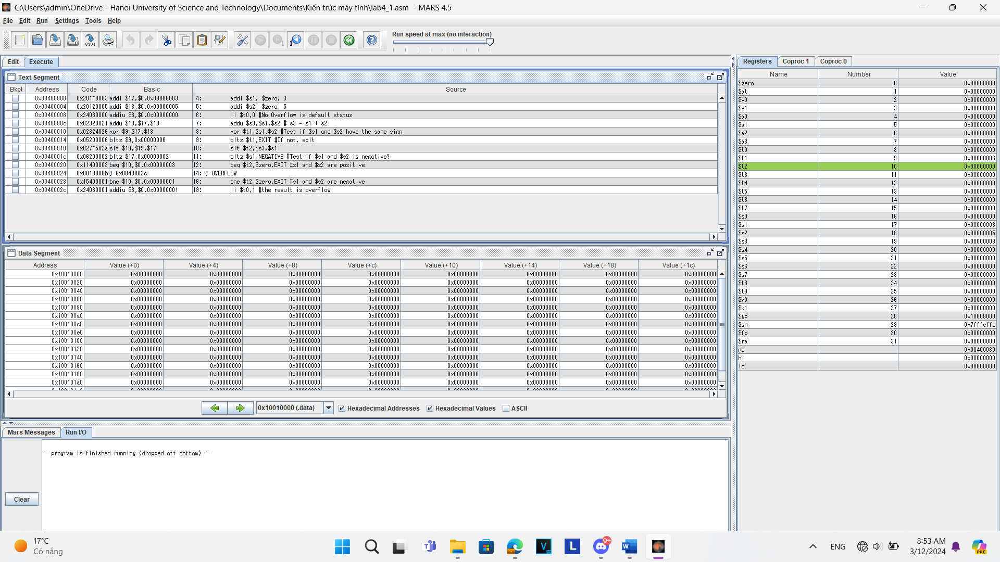 C:\Users\admin\OneDrive - Hanoi University of Science and Technology\Documents\Kiến trúc máy tính\lab4_1.asm - MARS 4.5
File Edit Run Settings Tools Help
Run speed at max (no interaction)
Edit Execute
Text Segment
Bkpt Address Code Basic Source
0x00400000 0x20110003 addi $17,$0,0x00000003 4: addi $s1, $zero, 3
0x00400004 0x20120005 addi $18,$0,0x00000005 5: addi $s2, $zero, 5
0x00400008 0x24080000 addiu $8,$0,0x00000000 6: li $t0,0 #No Overflow is default status
0x0040000c 0x02329821 addu $19,$17,$18 7: addu $s3,$s1,$s2 # s3 = s1 + s2
0x00400010 0x02324826 xor $9,$17,$18 8: xor $t1,$s1,$s2 #Test if $s1 and $s2 have the same sign
0x00400014 0x05200006 bltz $9,0x00000006 9: bltz $t1,EXIT #If not, exit
0x00400018 0x0271502a slt $10,$19,$17 10: slt $t2,$s3,$s1
0x0040001c 0x06200002 bltz $17,0x00000002 11: bltz $s1,NEGATIVE #Test if $s1 and $s2 is negative?
0x00400020 0x11400003 beq $10,$0,0x00000003 12: beq $t2,$zero,EXIT #s1 and $s2 are positive
0x00400024 0x0810000b j 0x0040002c 14: j OVERFLOW
0x00400028 0x15400001 bne $10,$0,0x00000001 16: bne $t2,$zero,EXIT #s1 and $s2 are negative
0x0040002c 0x24080001 addiu $8,$0,0x00000001 19: li $t0,1 #the result is overflow
Data Segment
Address Value (+0) Value (+4) Value (+8) Value (+c) Value (+10) Value (+14) Value (+18) Value (+1c)
0x10010000 0x00000000 0x00000000 0x00000000 0x00000000 0x00000000 0x00000000 0x00000000 0x00000000
0x10010020 0x00000000 0x00000000 0x00000000 0x00000000 0x00000000 0x00000000 0x00000000 0x00000000
0x10010040 0x00000000 0x00000000 0x00000000 0x00000000 0x00000000 0x00000000 0x00000000 0x00000000
0x10010060 0x00000000 0x00000000 0x00000000 0x00000000 0x00000000 0x00000000 0x00000000 0x00000000
0x10010080 0x00000000 0x00000000 0x00000000 0x00000000 0x00000000 0x00000000 0x00000000 0x00000000
0x100100a0 0x00000000 0x00000000 0x00000000 0x00000000 0x00000000 0x00000000 0x00000000 0x00000000
0x100100c0 0x00000000 0x00000000 0x00000000 0x00000000 0x00000000 0x00000000 0x00000000 0x00000000
0x100100e0 0x00000000 0x00000000 0x00000000 0x00000000 0x00000000 0x00000000 0x00000000 0x00000000
0x10010100 0x00000000 0x00000000 0x00000000 0x00000000 0x00000000 0x00000000 0x00000000 0x00000000
0x10010120 0x00000000 0x00000000 0x00000000 0x00000000 0x00000000 0x00000000 0x00000000 0x00000000
0x10010140 0x00000000 0x00000000 0x00000000 0x00000000 0x00000000 0x00000000 0x00000000 0x00000000
0x10010160 0x00000000 0x00000000 0x00000000 0x00000000 0x00000000 0x00000000 0x00000000 0x00000000
0x10010180 0x00000000 0x00000000 0x00000000 0x00000000 0x00000000 0x00000000 0x00000000 0x00000000
0x100101a0 0x00000000 0x00000000 0x00000000 0x00000000 0x00000000 0x00000000 0x00000000 0x00000000
0x10010000 (.data) Hexadecimal Addresses Hexadecimal Values ASCII
Mars Messages Run I/O
-- program is finished running (dropped off bottom) --
Clear
Registers Coproc 1 Coproc 0
Name Number Value
$zero 0 0x00000000
$at 1 0x00000000
$v0 2 0x00000000
$v1 3 0x00000000
$a0 4 0x00000000
$a1 5 0x00000000
$a2 6 0x00000000
$a3 7 0x00000000
$t0 8 0x00000000
$t1 9 0x00000006
$t2 10 0x00000000
$t3 11 0x00000000
$t4 12 0x00000000
$t5 13 0x00000000
$t6 14 0x00000000
$t7 15 0x00000000
$s0 16 0x00000000
$s1 17 0x00000003
$s2 18 0x00000005
$s3 19 0x00000008
$s4 20 0x00000000
$s5 21 0x00000000
$s6 22 0x00000000
$s7 23 0x00000000
$t8 24 0x00000000
$t9 25 0x00000000
$k0 26 0x00000000
$k1 27 0x00000000
$gp 28 0x10008000
$sp 29 0x7fffeffc
$fp 30 0x00000000
$ra 31 0x00000000
pc 0x00400030
hi 0x00000000
lo 0x00000000
17°C
Có nắng
9+
ENG
8:53 AM
3/12/2024
PRE